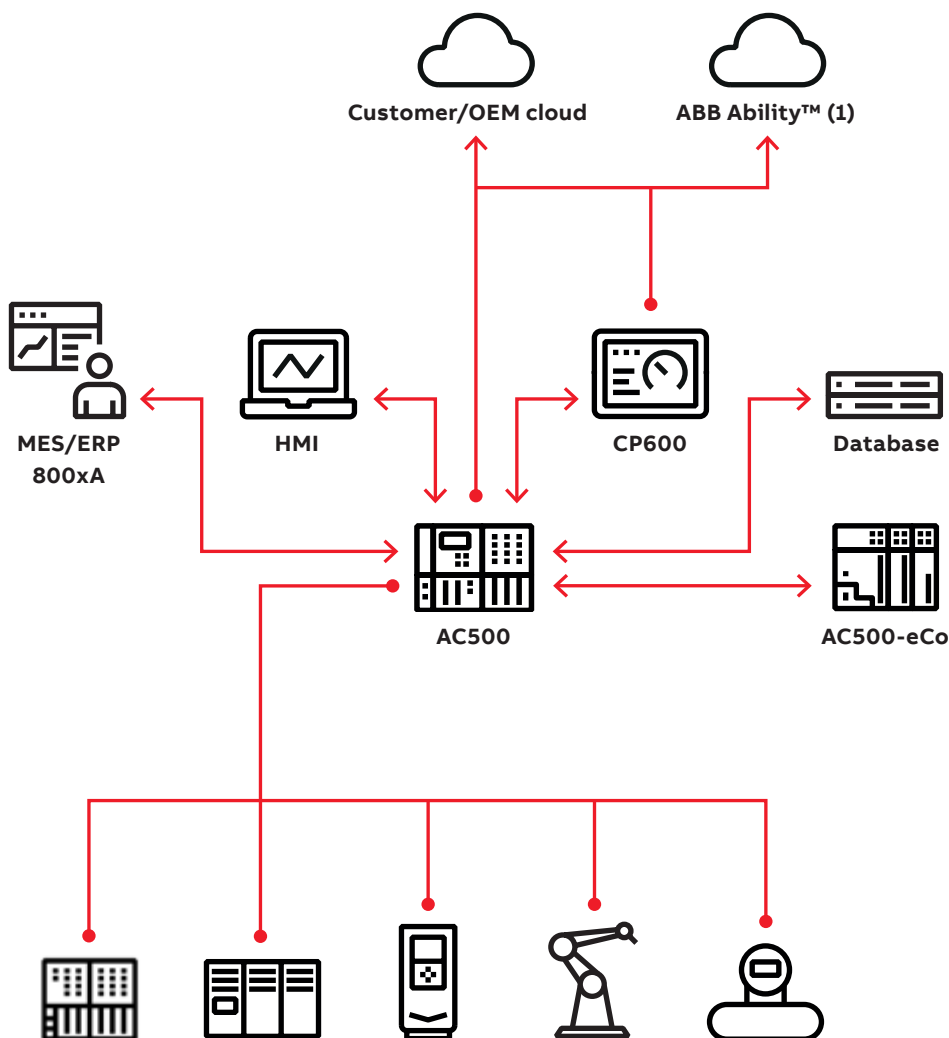 Customer/OEM cloud
ABB Ability™ (1)
MES/ERP
800xA
HMI
CP600
Database
AC500
AC500-eCo